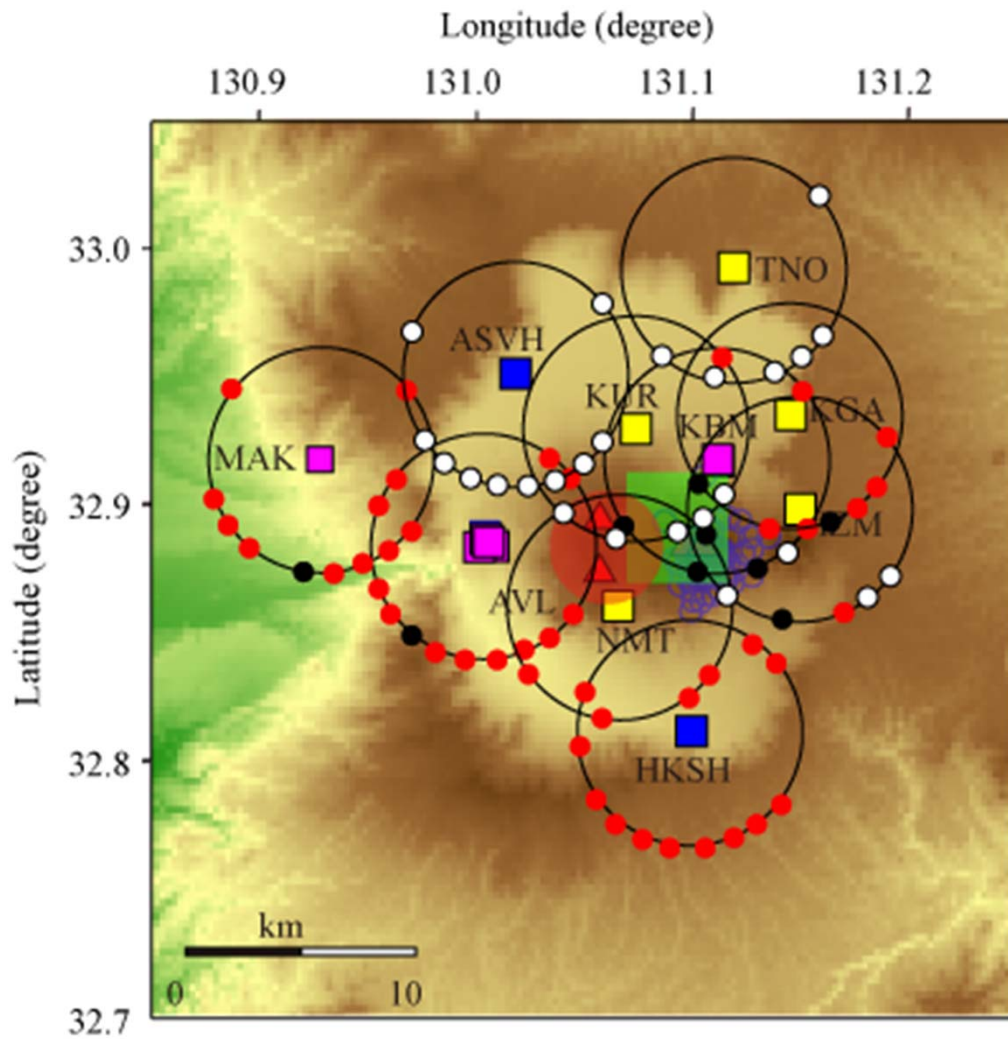 Longitude (degree)
130.9 131.0 131.1 131.2
Latitude (degree)
33.0
32.9
32.8
32.7
TNO
ASVH
KUR
KGA
KBM
MAK
IZM
AVL
NMT
HKSH
km
0 10